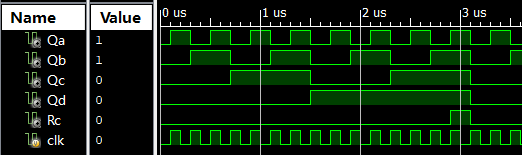 Name Value 0 us 1 us 2 us 3 us
Qa 1
Qb 1
Qc 0
Qd 0
Rc 0
clk 0